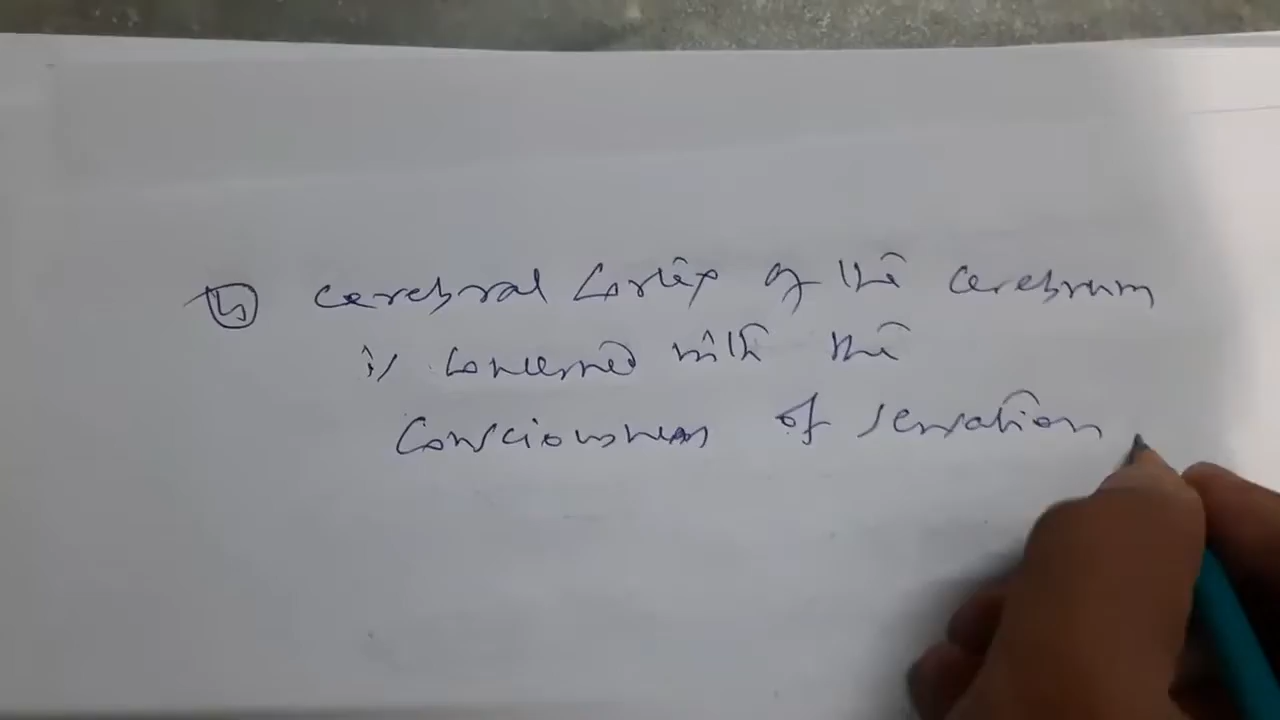 (b) Cerebral Cortex of the Cerebrum
is concerned with the
Consciousness of sensation